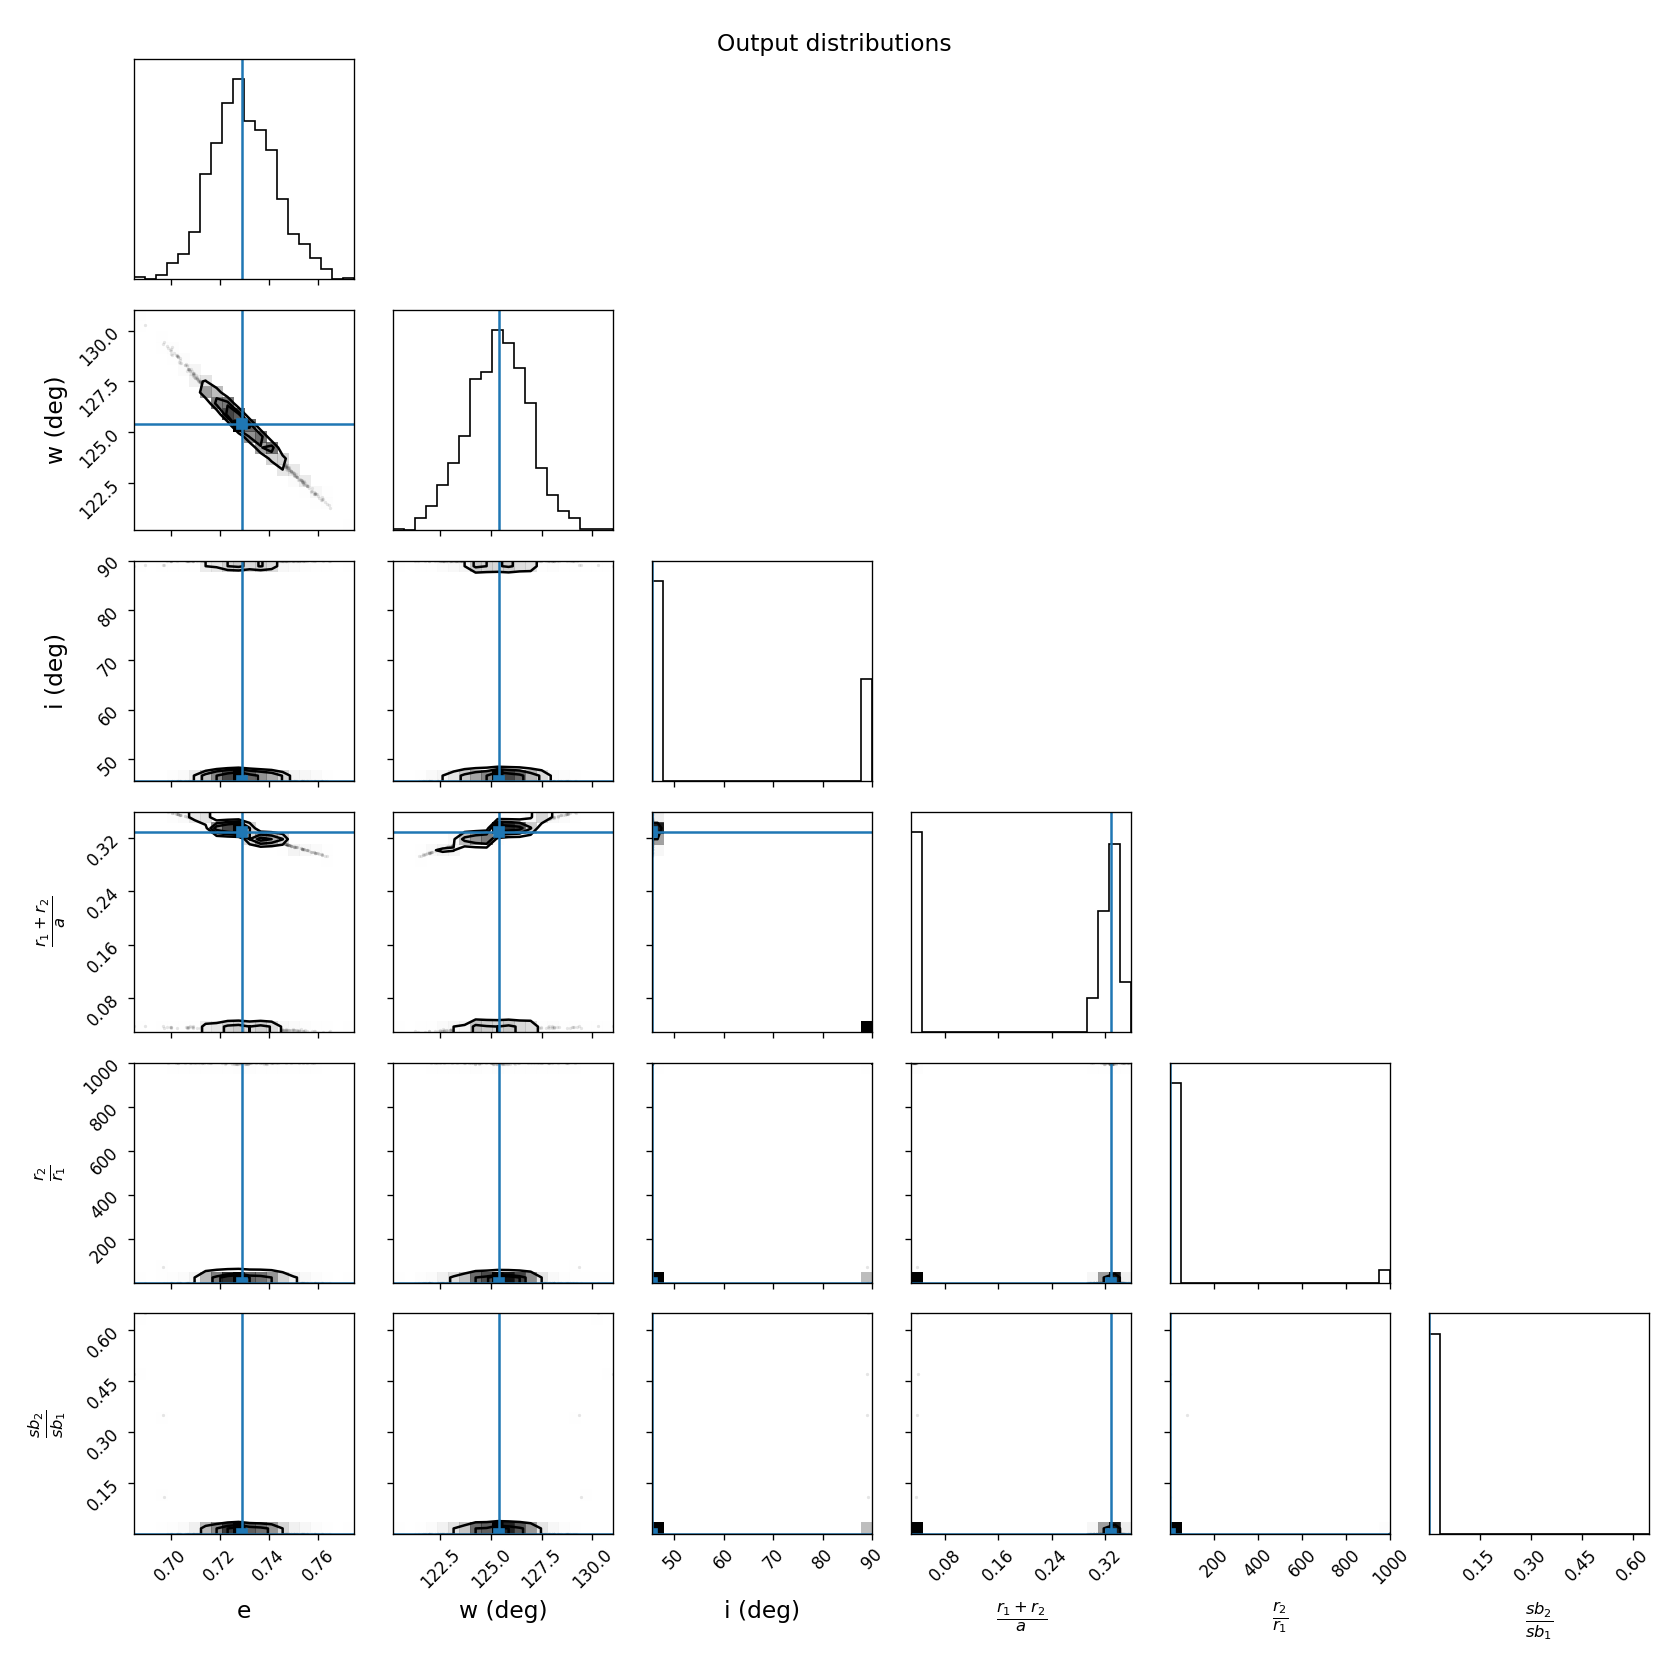 Output distributions
130.0
127.5
125.0
122.5
w (deg)
90
80
70
60
50
i (deg)
0.32
0.24
0.16
0.08
r1 + r2
a
1000
800
600
400
200
r2
r1
0.60
0.45
0.30
0.15
sb2
sb1
0.70 0.72 0.74 0.76 122.5 125.0 127.5 130.0 50 60 70 80 90 0.08 0.16 0.24 0.32 200 400 600 800 1000 0.15 0.30 0.45 0.60
e w (deg) i (deg) r1 + r2 r2 sb2
a r1 sb1